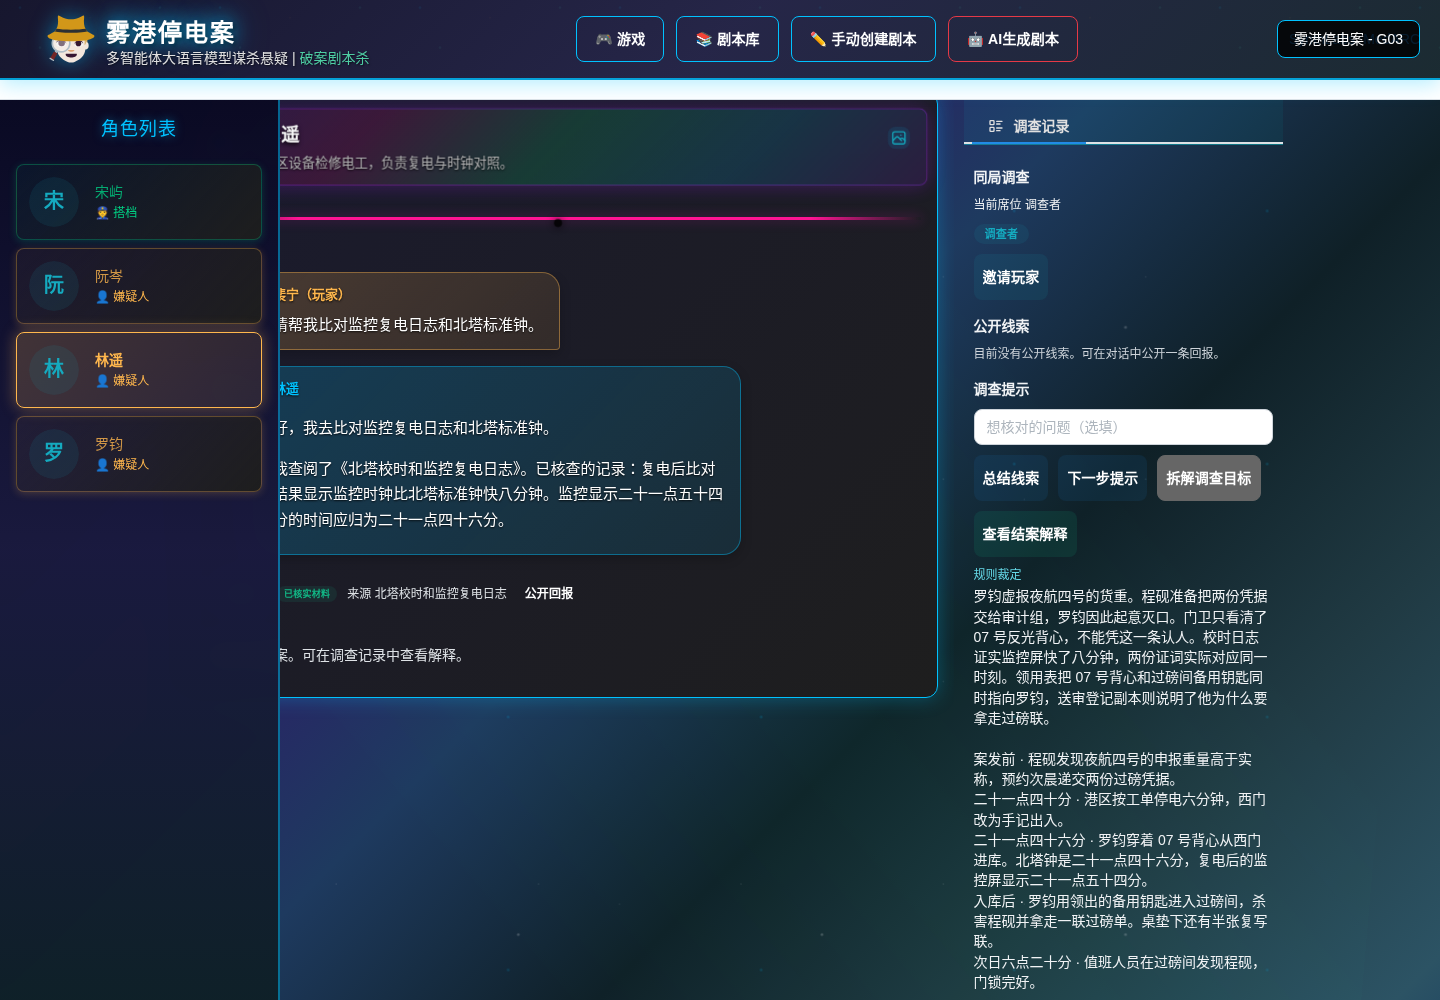 雾港停电案
多智能体大语言模型谋杀悬疑 | 破案剧本杀
🎮 游戏
📚 剧本库
✏️ 手动创建剧本
🤖 AI生成剧本
雾港停电案 - G03
角色列表
宋
宋屿
搭档
阮
阮岑
嫌疑人
林
林遥
嫌疑人
罗
罗钧
嫌疑人
遥
区设备检修电工，负责复电与时钟对照。
宁（玩家）
请帮我比对监控复电日志和北塔标准钟。
林遥
好，我去比对监控复电日志和北塔标准钟。
我查阅了《北塔校时和监控复电日志》。已核查的记录：复电后比对
结果显示监控时钟比北塔标准钟快八分钟。监控显示二十一点五十四
分的时间应归为二十一点四十六分。
已核实材料
来源 北塔校时和监控复电日志
公开回报
案。可在调查记录中查看解释。
调查记录
同局调查
当前席位 调查者
调查者
邀请玩家
公开线索
目前没有公开线索。可在对话中公开一条回报。
调查提示
想核对的问题（选填）
总结线索
下一步提示
拆解调查目标
查看结案解释
规则裁定
罗钧虚报夜航四号的货重。程砚准备把两份凭据
交给审计组，罗钧因此起意灭口。门卫只看清了
07 号反光背心，不能凭这一条认人。校时日志
证实监控屏快了八分钟，两份证词实际对应同一
时刻。领用表把 07 号背心和过磅间备用钥匙同
时指向罗钧，送审登记副本则说明了他为什么要
拿走过磅联。
案发前 · 程砚发现夜航四号的申报重量高于实
称，预约次晨递交两份过磅凭据。
二十一点四十分 · 港区按工单停电六分钟，西门
改为手记出入。
二十一点四十六分 · 罗钧穿着 07 号背心从西门
进库。北塔钟是二十一点四十六分，复电后的监
控屏显示二十一点五十四分。
入库后 · 罗钧用领出的备用钥匙进入过磅间，杀
害程砚并拿走一联过磅单。桌垫下还有半张复写
联。
次日六点二十分 · 值班人员在过磅间发现程砚，
门锁完好。